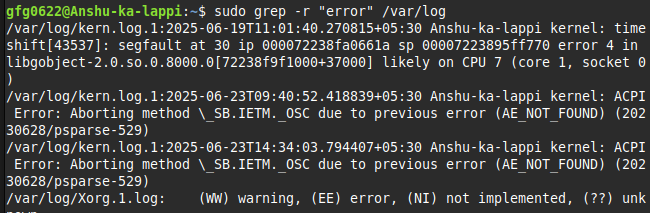 gfg0622@Anshu-ka-lappi:~$ sudo grep -r "error" /var/log
/var/log/kern.log.1:2025-06-19T11:01:40.270815+05:30 Anshu-ka-lappi kernel: time
shift[43537]: segfault at 30 ip 000072238fa0661a sp 00007223895ff770 error 4 in
libgobject-2.0.so.0.8000.0[72238f9f1000+37000] likely on CPU 7 (core 1, socket 0
)
/var/log/kern.log.1:2025-06-23T09:40:52.418839+05:30 Anshu-ka-lappi kernel: ACPI
Error: Aborting method \_SB.IETM._OSC due to previous error (AE_NOT_FOUND) (202
30628/psparse-529)
/var/log/kern.log.1:2025-06-23T14:34:03.794407+05:30 Anshu-ka-lappi kernel: ACPI
Error: Aborting method \_SB.IETM._OSC due to previous error (AE_NOT_FOUND) (202
30628/psparse-529)
/var/log/Xorg.1.log: (WW) warning, (EE) error, (NI) not implemented, (??) unk